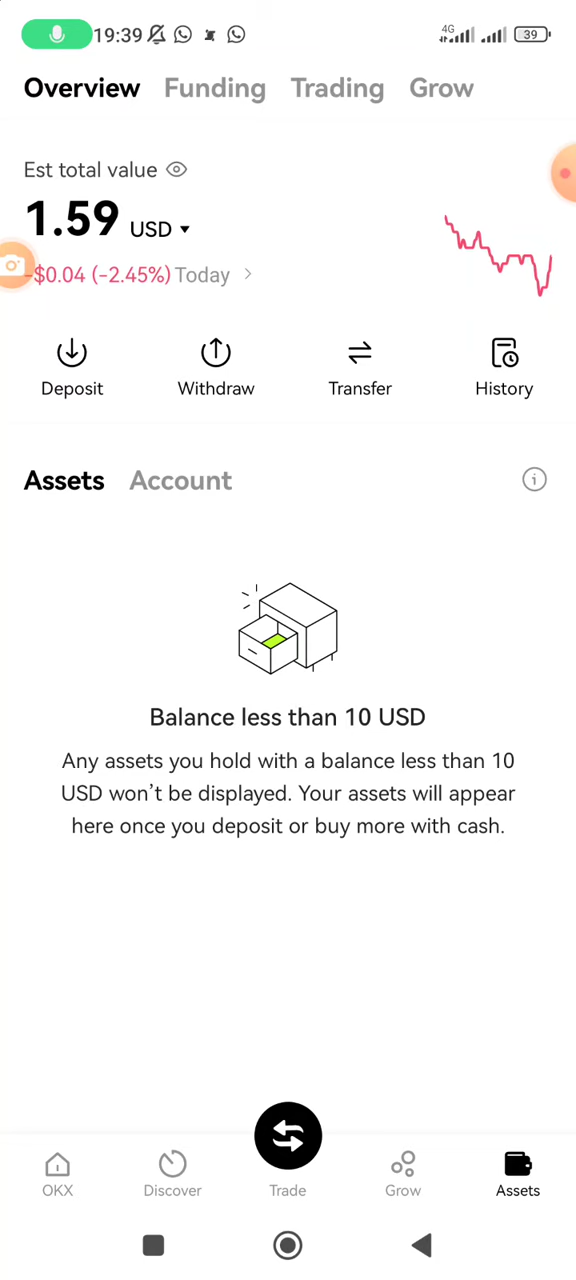 19:39
4G
39
Overview Funding Trading Grow
Est total value
1.59 USD
-$0.04 (-2.45%) Today
Deposit Withdraw Transfer History
Assets Account
Balance less than 10 USD
Any assets you hold with a balance less than 10
USD won't be displayed. Your assets will appear
here once you deposit or buy more with cash.
OKX Discover Trade Grow Assets